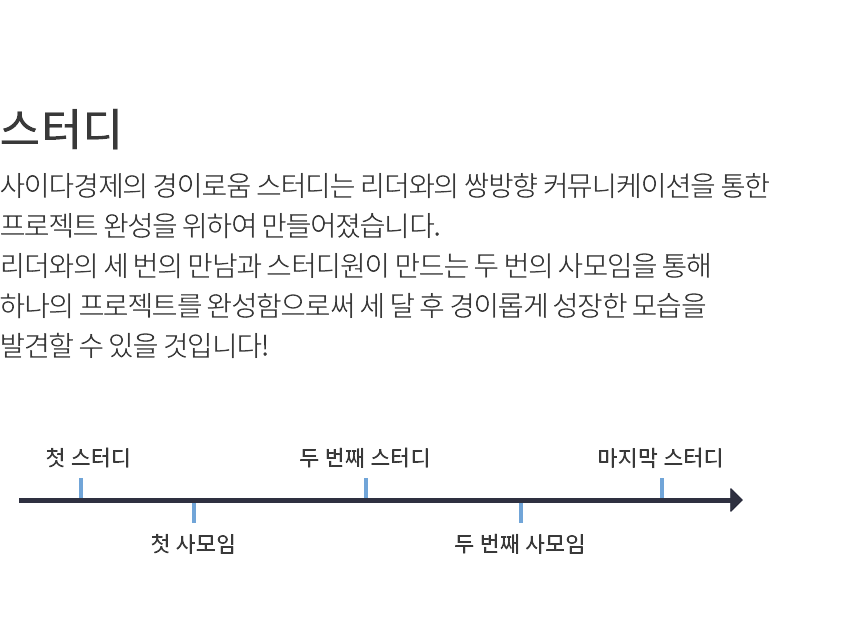 스터디
사이다경제의 경이로움 스터디는 리더와의 쌍방향 커뮤니케이션을 통한
프로젝트 완성을 위하여 만들어졌습니다.
리더와의 세 번의 만남과 스터디원이 만드는 두 번의 사모임을 통해
하나의 프로젝트를 완성함으로써 세 달 후 경이롭게 성장한 모습을
발견할 수 있을 것입니다!
첫 스터디
두 번째 스터디
마지막 스터디
첫 사모임
두 번째 사모임